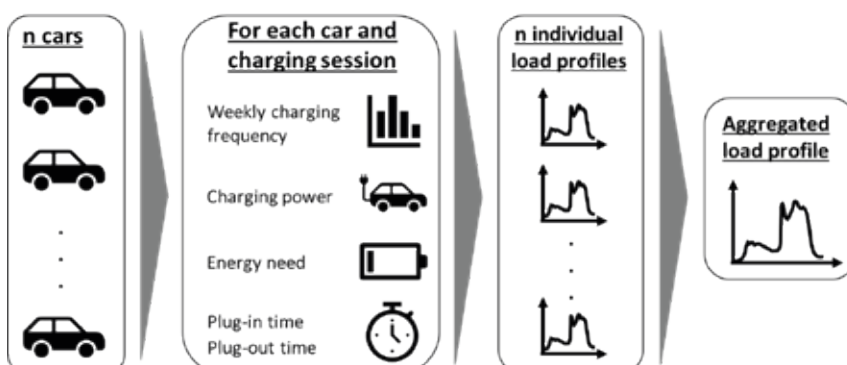 n cars
For each car and
charging session
Weekly charging
frequency
Charging power
Energy need
Plug-in time
Plug-out time
n individual
load profiles
Aggregated
load profile